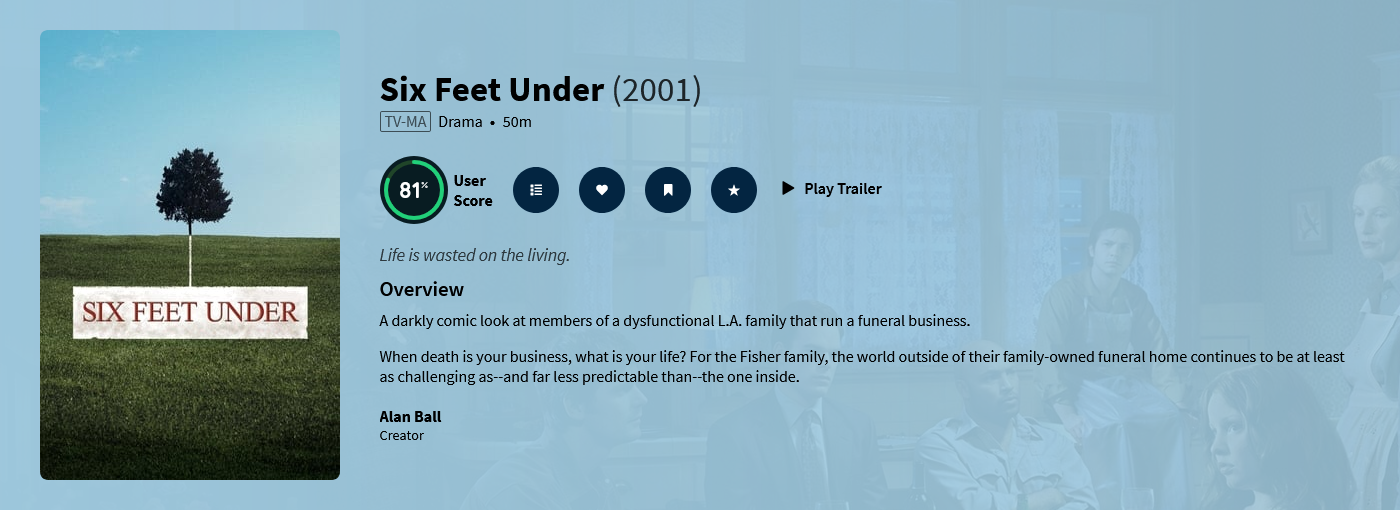 SIX FEET UNDER
Six Feet Under (2001)
TV-MA Drama • 50m
81%
User
Score
Play Trailer
Life is wasted on the living.
Overview
A darkly comic look at members of a dysfunctional L.A. family that run a funeral business.
When death is your business, what is your life? For the Fisher family, the world outside of their family-owned funeral home continues to be at least
as challenging as--and far less predictable than--the one inside.
Alan Ball
Creator